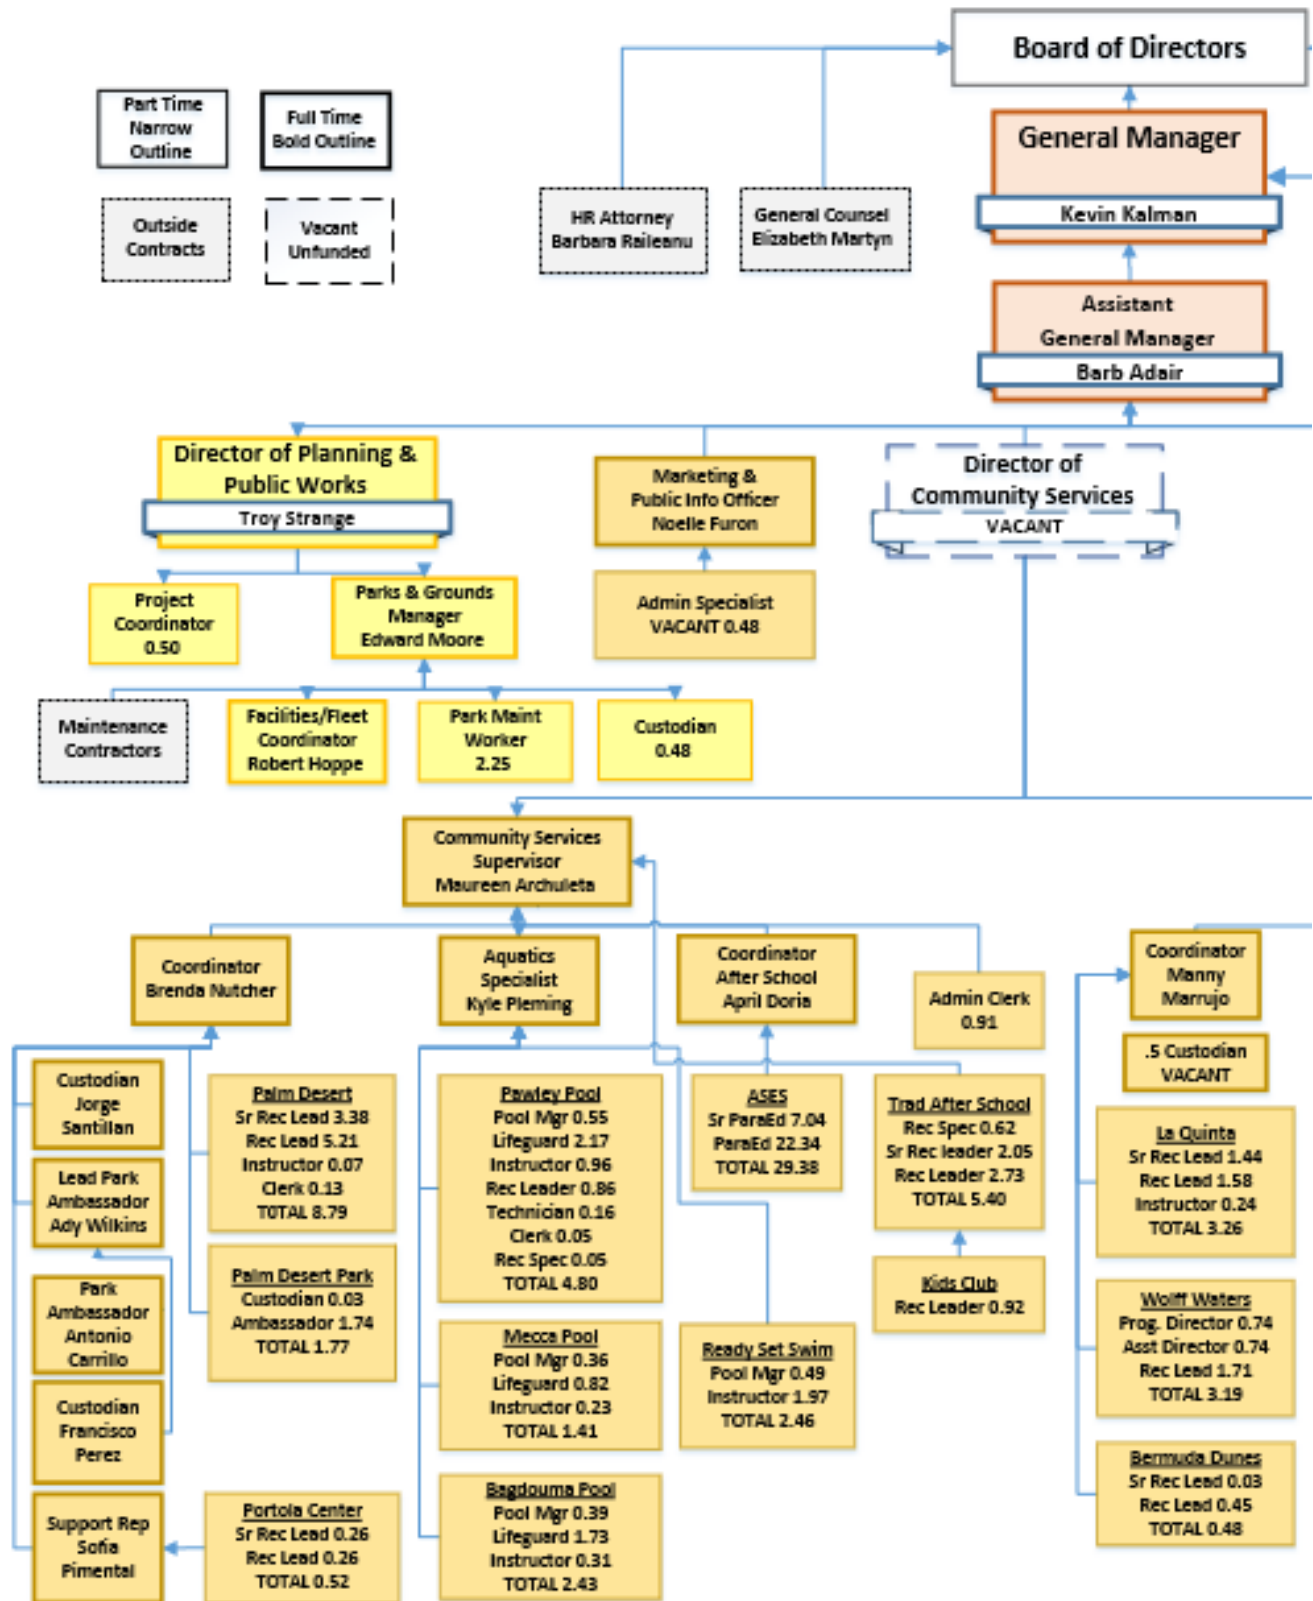 Board of Directors
Part Time
Narrow
Outline
Full Time
Bold Outline
Outside
Contracts
Vacant
Unfunded
HR Attorney
Barbara Raileanu
General Counsel
Elizabeth Martyn
General Manager
Kevin Kalman
Assistant
General Manager
Barb Adair
Director of Planning &
Public Works
Troy Strange
Marketing &
Public Info Officer
Noelle Furon
Director of
Community Services
VACANT
Project
Coordinator
0.50
Parks & Grounds
Manager
Edward Moore
Admin Specialist
VACANT 0.48
Maintenance
Contractors
Facilities/Fleet
Coordinator
Robert Hoppe
Park Maint
Worker
2.25
Custodian
0.48
Community Services
Supervisor
Maureen Archuleta
Coordinator
Brenda Nutcher
Aquatics
Specialist
Kyle Pleming
Coordinator
After School
April Doria
Admin Clerk
0.91
Coordinator
Manny
Marrujo
.5 Custodian
VACANT
Custodian
Jorge
Santillan
Lead Park
Ambassador
Ady Wilkins
Park
Ambassador
Antonio
Carrillo
Custodian
Francisco
Perez
Support Rep
Sofia
Pimental
Palm Desert
Sr Rec Lead 3.38
Rec Lead 5.21
Instructor 0.07
Clerk 0.13
TOTAL 8.79
Palm Desert Park
Custodian 0.03
Ambassador 1.74
TOTAL 1.77
Portola Center
Sr Rec Lead 0.26
Rec Lead 0.26
TOTAL 0.52
Pawley Pool
Pool Mgr 0.55
Lifeguard 2.17
Instructor 0.96
Rec Leader 0.86
Technician 0.16
Clerk 0.05
Rec Spec 0.05
TOTAL 4.80
Mecca Pool
Pool Mgr 0.36
Lifeguard 0.82
Instructor 0.23
TOTAL 1.41
Bagdouma Pool
Pool Mgr 0.39
Lifeguard 1.73
Instructor 0.31
TOTAL 2.43
ASES
Sr ParaEd 7.04
ParaEd 22.34
TOTAL 29.38
Ready Set Swim
Pool Mgr 0.49
Instructor 1.97
TOTAL 2.46
Trad After School
Rec Spec 0.62
Sr Rec leader 2.05
Rec Leader 2.73
TOTAL 5.40
Kids Club
Rec Leader 0.92
La Quinta
Sr Rec Lead 1.44
Rec Lead 1.58
Instructor 0.24
TOTAL 3.26
Wolff Waters
Prog. Director 0.74
Asst Director 0.74
Rec Lead 1.71
TOTAL 3.19
Bermuda Dunes
Sr Rec Lead 0.03
Rec Lead 0.45
TOTAL 0.48